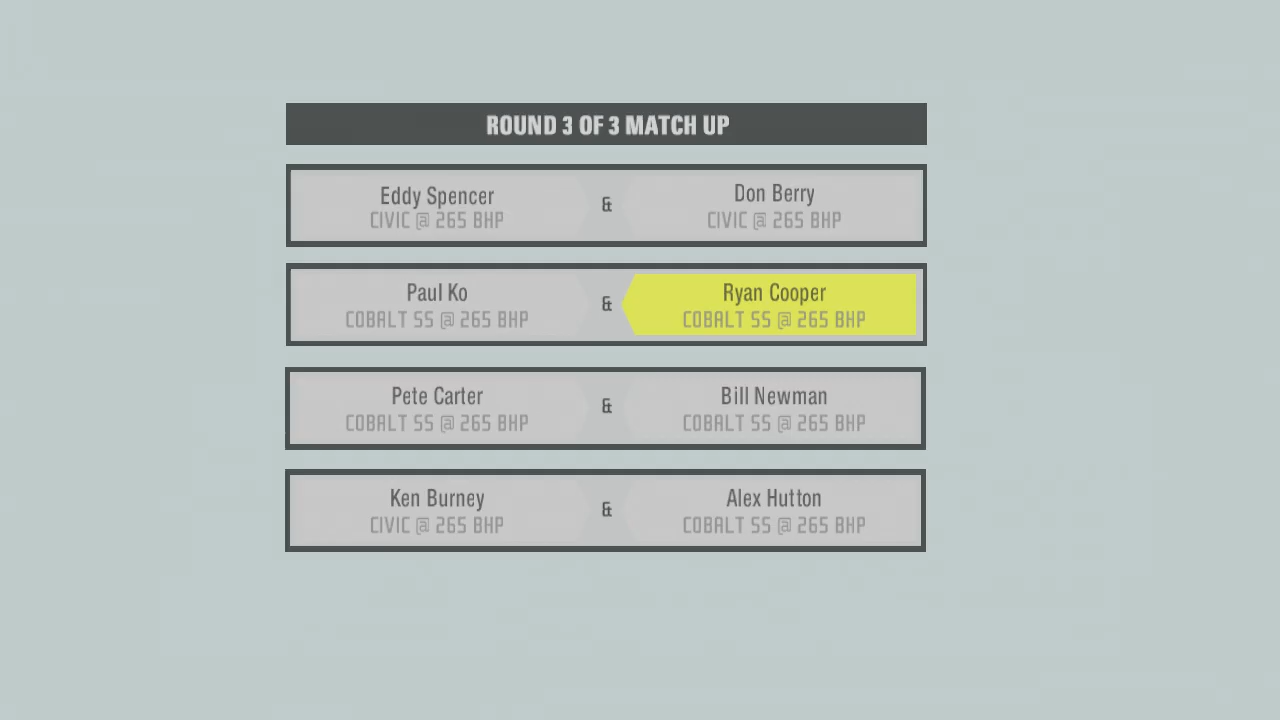 ROUND 3 OF 3 MATCH UP
Eddy Spencer & Don Berry
CIVIC @ 265 BHP CIVIC @ 265 BHP
Paul Ko & Ryan Cooper
COBALT SS @ 265 BHP COBALT SS @ 265 BHP
Pete Carter & Bill Newman
COBALT SS @ 265 BHP COBALT SS @ 265 BHP
Ken Burney & Alex Hutton
CIVIC @ 265 BHP COBALT SS @ 265 BHP